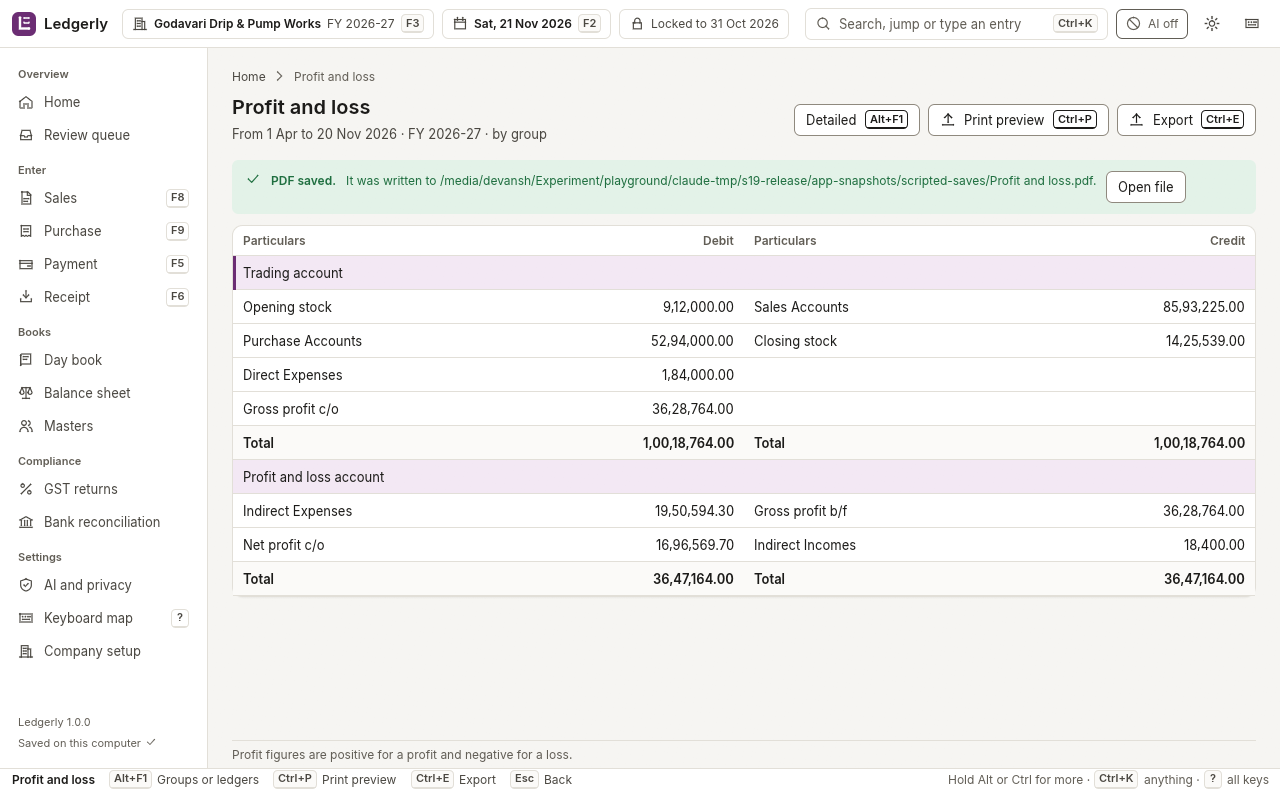 Ledgerly
Godavari Drip & Pump Works FY 2026-27 F3
Sat, 21 Nov 2026 F2
Locked to 31 Oct 2026
Search, jump or type an entry Ctrl+K
AI off
Overview
Home
Review queue
Enter
Sales F8
Purchase F9
Payment F5
Receipt F6
Books
Day book
Balance sheet
Masters
Compliance
GST returns
Bank reconciliation
Settings
AI and privacy
Keyboard map ?
Company setup
Ledgerly 1.0.0
Saved on this computer
Home Profit and loss
Profit and loss
From 1 Apr to 20 Nov 2026 · FY 2026-27 · by group
Detailed Alt+F1
Print preview Ctrl+P
Export Ctrl+E
PDF saved. It was written to /media/devansh/Experiment/playground/claude-tmp/s19-release/app-snapshots/scripted-saves/Profit and loss.pdf. Open file
Particulars Debit Particulars Credit
Trading account
Opening stock 9,12,000.00 Sales Accounts 85,93,225.00
Purchase Accounts 52,94,000.00 Closing stock 14,25,539.00
Direct Expenses 1,84,000.00
Gross profit c/o 36,28,764.00
Total 1,00,18,764.00 Total 1,00,18,764.00
Profit and loss account
Indirect Expenses 19,50,594.30 Gross profit b/f 36,28,764.00
Net profit c/o 16,96,569.70 Indirect Incomes 18,400.00
Total 36,47,164.00 Total 36,47,164.00
Profit figures are positive for a profit and negative for a loss.
Profit and loss Alt+F1 Groups or ledgers Ctrl+P Print preview Ctrl+E Export Esc Back
Hold Alt or Ctrl for more · Ctrl+K anything · ? all keys